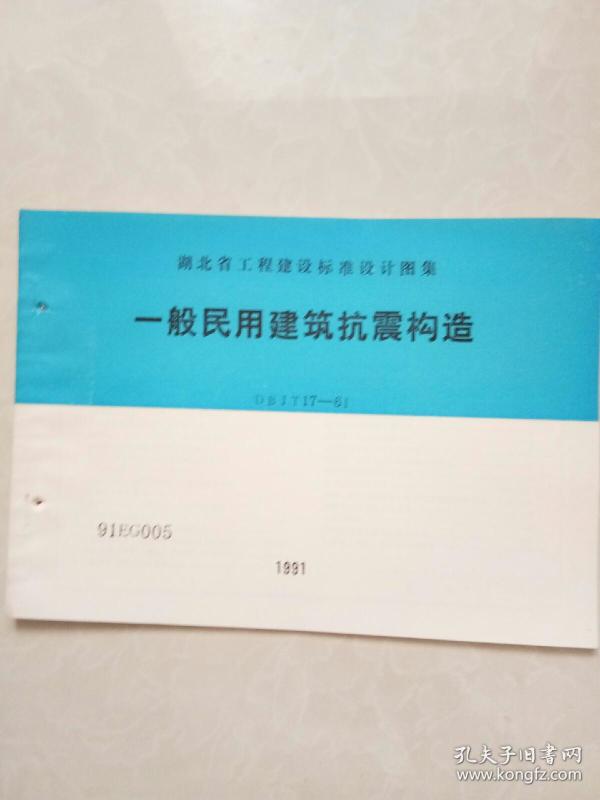 湖北省工程建设标准设计图集
一般民用建筑抗震构造
DBJT17—61
91EG005
1991
孔夫子旧书网
www.kongfz.com